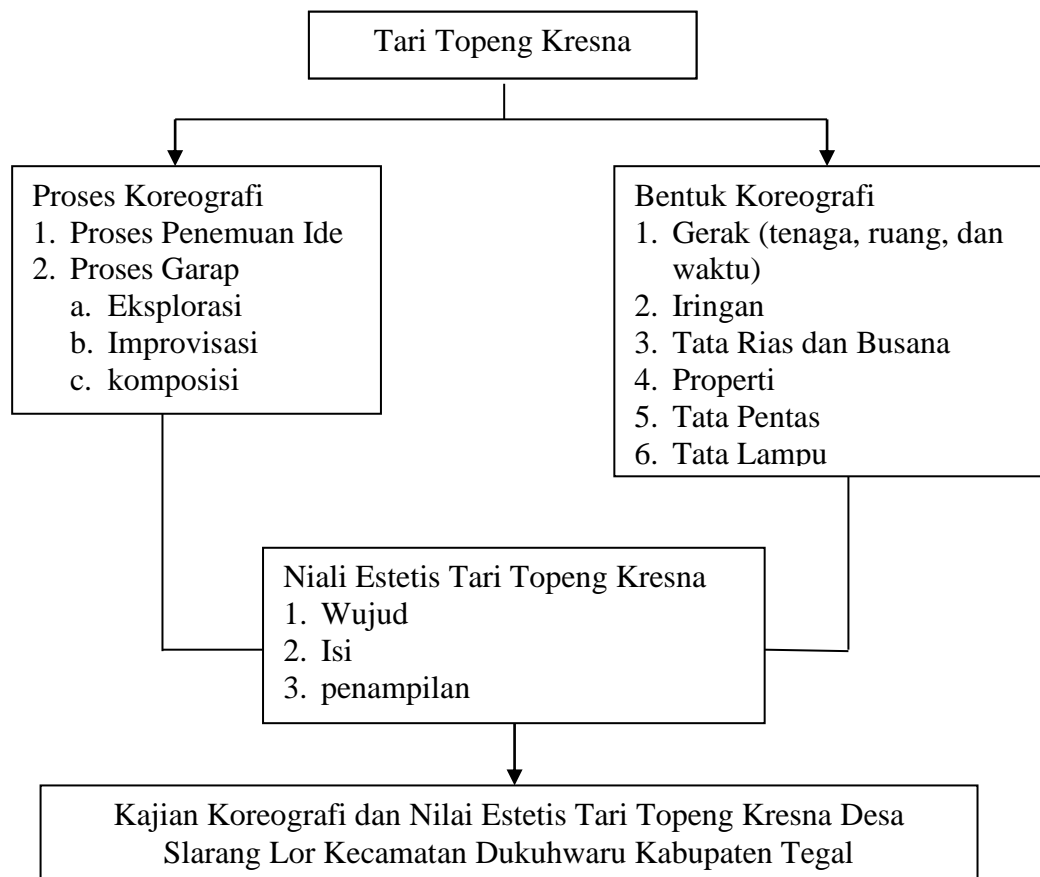 Tari Topeng Kresna
Proses Koreografi
1. Proses Penemuan Ide
2. Proses Garap
a. Eksplorasi
b. Improvisasi
c. komposisi
Bentuk Koreografi
1. Gerak (tenaga, ruang, dan
waktu)
2. Iringan
3. Tata Rias dan Busana
4. Properti
5. Tata Pentas
6. Tata Lampu
Niali Estetis Tari Topeng Kresna
1. Wujud
2. Isi
3. penampilan
Kajian Koreografi dan Nilai Estetis Tari Topeng Kresna Desa
Slarang Lor Kecamatan Dukuhwaru Kabupaten Tegal